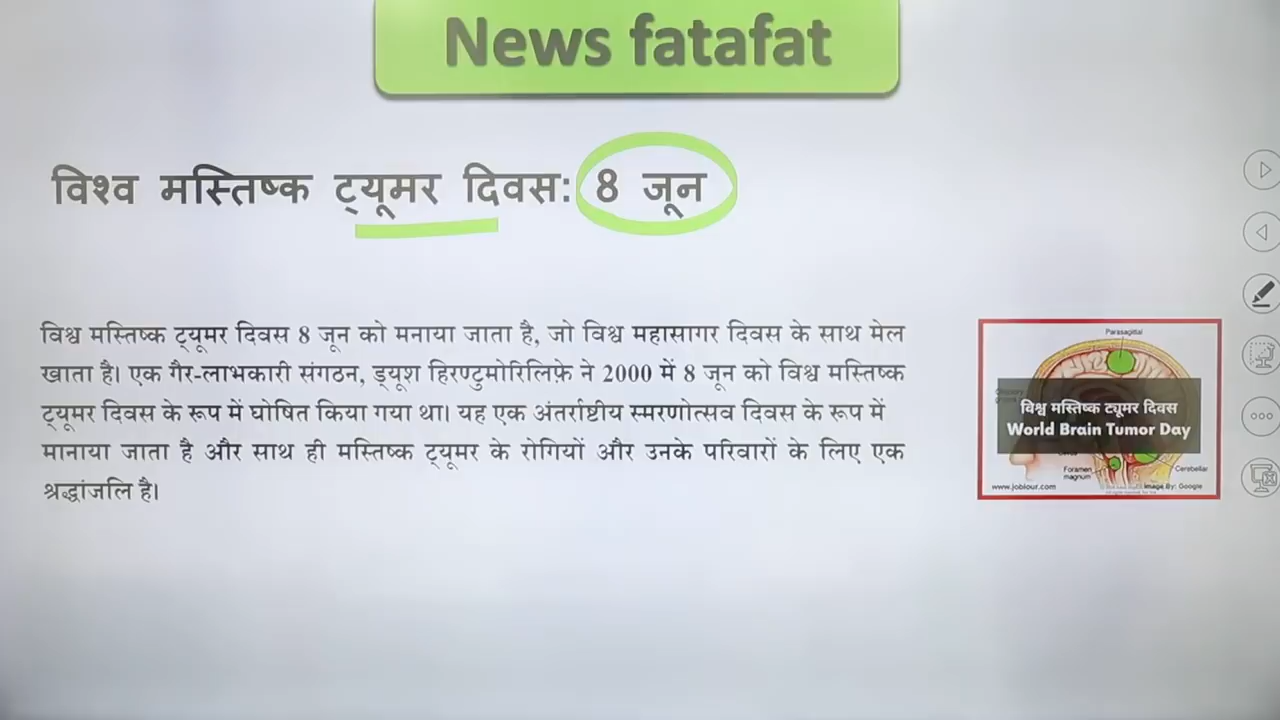 News fatafat
विश्व मस्तिष्क ट्यूमर दिवस: 8 जून
विश्व मस्तिष्क ट्यूमर दिवस 8 जून को मनाया जाता है, जो विश्व महासागर दिवस के साथ मेल
खाता है। एक गैर-लाभकारी संगठन, ड्यूश हिरण्टुमोरिलिफ़े ने 2000 में 8 जून को विश्व मस्तिष्क
ट्यूमर दिवस के रूप में घोषित किया गया था। यह एक अंतर्राष्टीय स्मरणोत्सव दिवस के रूप में
मानाया जाता है और साथ ही मस्तिष्क ट्यूमर के रोगियों और उनके परिवारों के लिए एक
श्रद्धांजलि है।
Parasagittal
विश्व मस्तिष्क ट्यूमर दिवस
World Brain Tumor Day
Foramen
magnum
Cerebellar
www.joblour.com
Image By: Google